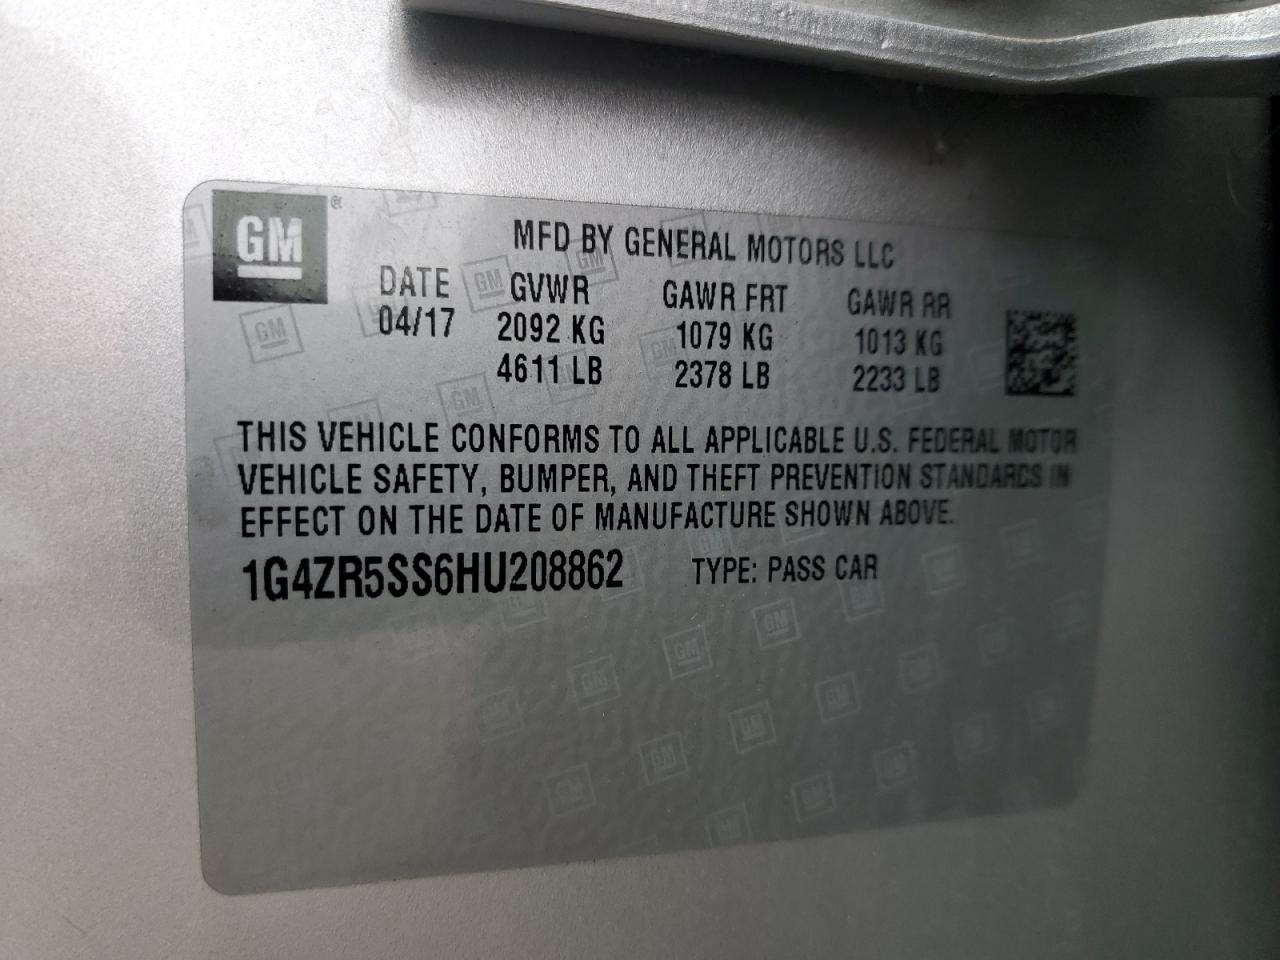 GM ®
MFD BY GENERAL MOTORS LLC
DATE GVWR GAWR FRT GAWR RR
04/17 2092 KG 1079 KG 1013 KG
4611 LB 2378 LB 2233 LB
THIS VEHICLE CONFORMS TO ALL APPLICABLE U.S. FEDERAL MOTOR
VEHICLE SAFETY, BUMPER, AND THEFT PREVENTION STANDARDS IN
EFFECT ON THE DATE OF MANUFACTURE SHOWN ABOVE.
1G4ZR5SS6HU208862 TYPE: PASS CAR